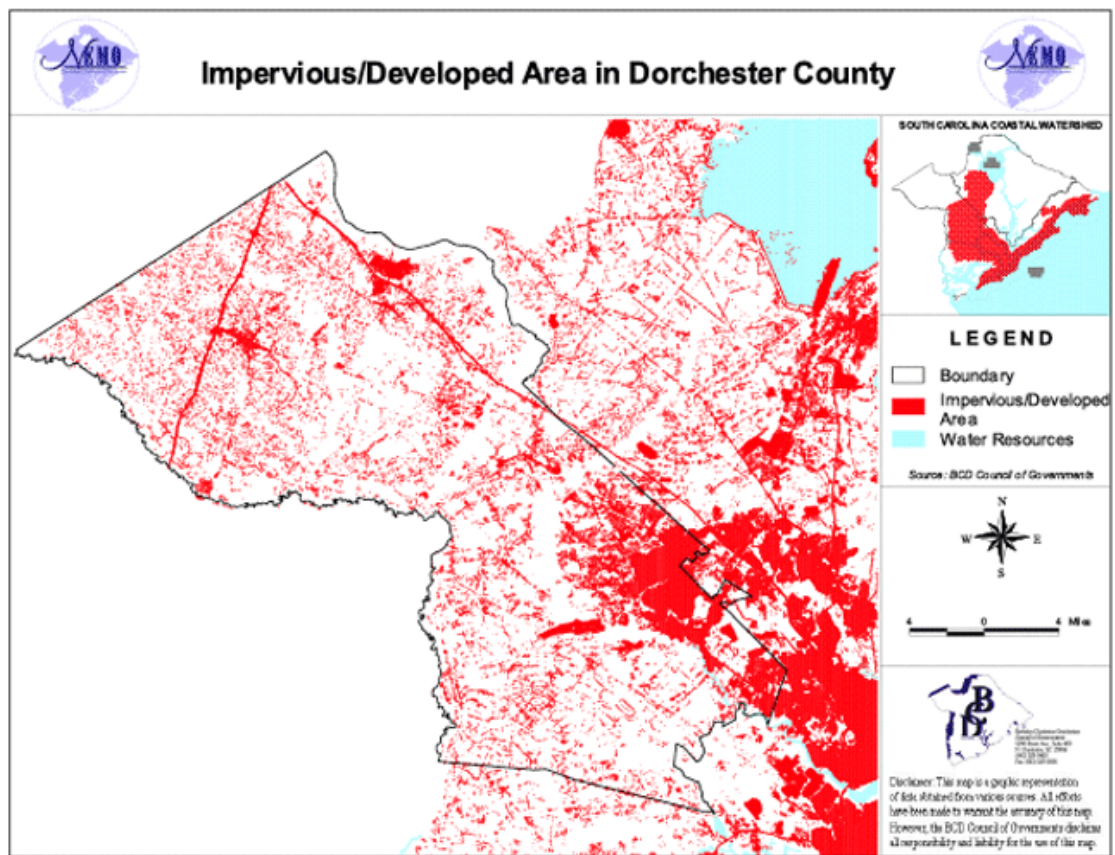 NEMO
Impervious/Developed Area in Dorchester County
NEMO
SOUTH CAROLINA COASTAL WATERSHED
LEGEND
Boundary
Impervious/Developed
Area
Water Resources
Source: BCD Council of Governments
N
W E
S
4 0 4 Miles
BCD
Disclaimer: This map is a graphic representation
of data obtained from various sources. All efforts
have been made to warrant the accuracy of this map.
However, the BCD Council of Governments disclaims
all responsibility and liability for the use of this map.